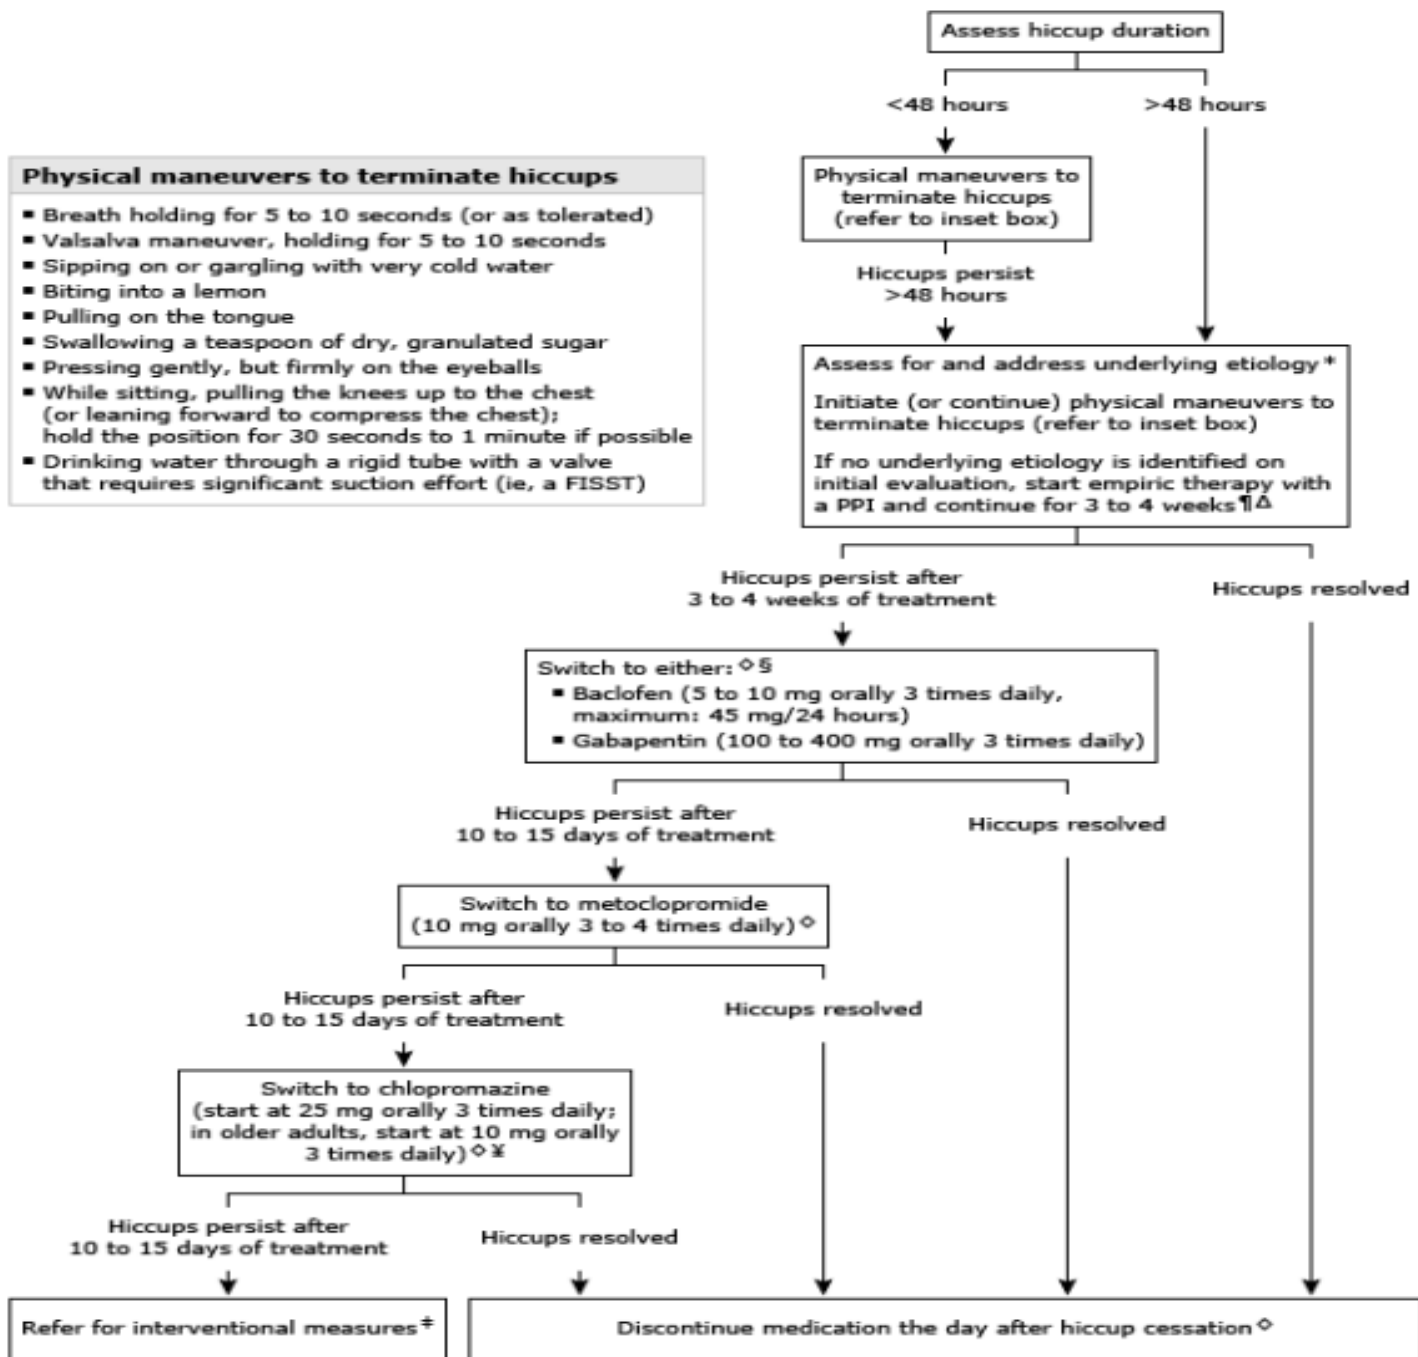 Assess hiccup duration
<48 hours
>48 hours
Physical maneuvers to terminate hiccups
▪ Breath holding for 5 to 10 seconds (or as tolerated)
▪ Valsalva maneuver, holding for 5 to 10 seconds
▪ Sipping on or gargling with very cold water
▪ Biting into a lemon
▪ Pulling on the tongue
▪ Swallowing a teaspoon of dry, granulated sugar
▪ Pressing gently, but firmly on the eyeballs
▪ While sitting, pulling the knees up to the chest
(or leaning forward to compress the chest);
hold the position for 30 seconds to 1 minute if possible
▪ Drinking water through a rigid tube with a valve
that requires significant suction effort (ie, a FISST)
Physical maneuvers to
terminate hiccups
(refer to inset box)
Hiccups persist
>48 hours
Assess for and address underlying etiology*
Initiate (or continue) physical maneuvers to
terminate hiccups (refer to inset box)
If no underlying etiology is identified on
initial evaluation, start empiric therapy with
a PPI and continue for 3 to 4 weeks¶Δ
Hiccups persist after
3 to 4 weeks of treatment
Hiccups resolved
Switch to either:◇§
▪ Baclofen (5 to 10 mg orally 3 times daily,
maximum: 45 mg/24 hours)
▪ Gabapentin (100 to 400 mg orally 3 times daily)
Hiccups persist after
10 to 15 days of treatment
Hiccups resolved
Switch to metoclopromide
(10 mg orally 3 to 4 times daily)◇
Hiccups persist after
10 to 15 days of treatment
Hiccups resolved
Switch to chlopromazine
(start at 25 mg orally 3 times daily;
in older adults, start at 10 mg orally
3 times daily)◇¥
Hiccups persist after
10 to 15 days of treatment
Hiccups resolved
Refer for interventional measures‡
Discontinue medication the day after hiccup cessation◇